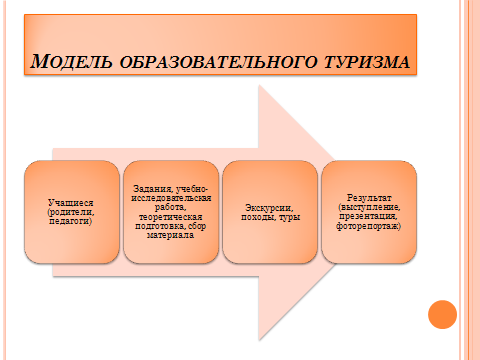 Модель образовательного туризма
Учащиеся
(родители,
педагоги)
Задания, учебно-
исследовательская
работа,
теоретическая
подготовка, сбор
материала
Экскурсии,
походы, туры
Результат
(выступление,
презентация,
фоторепортаж)